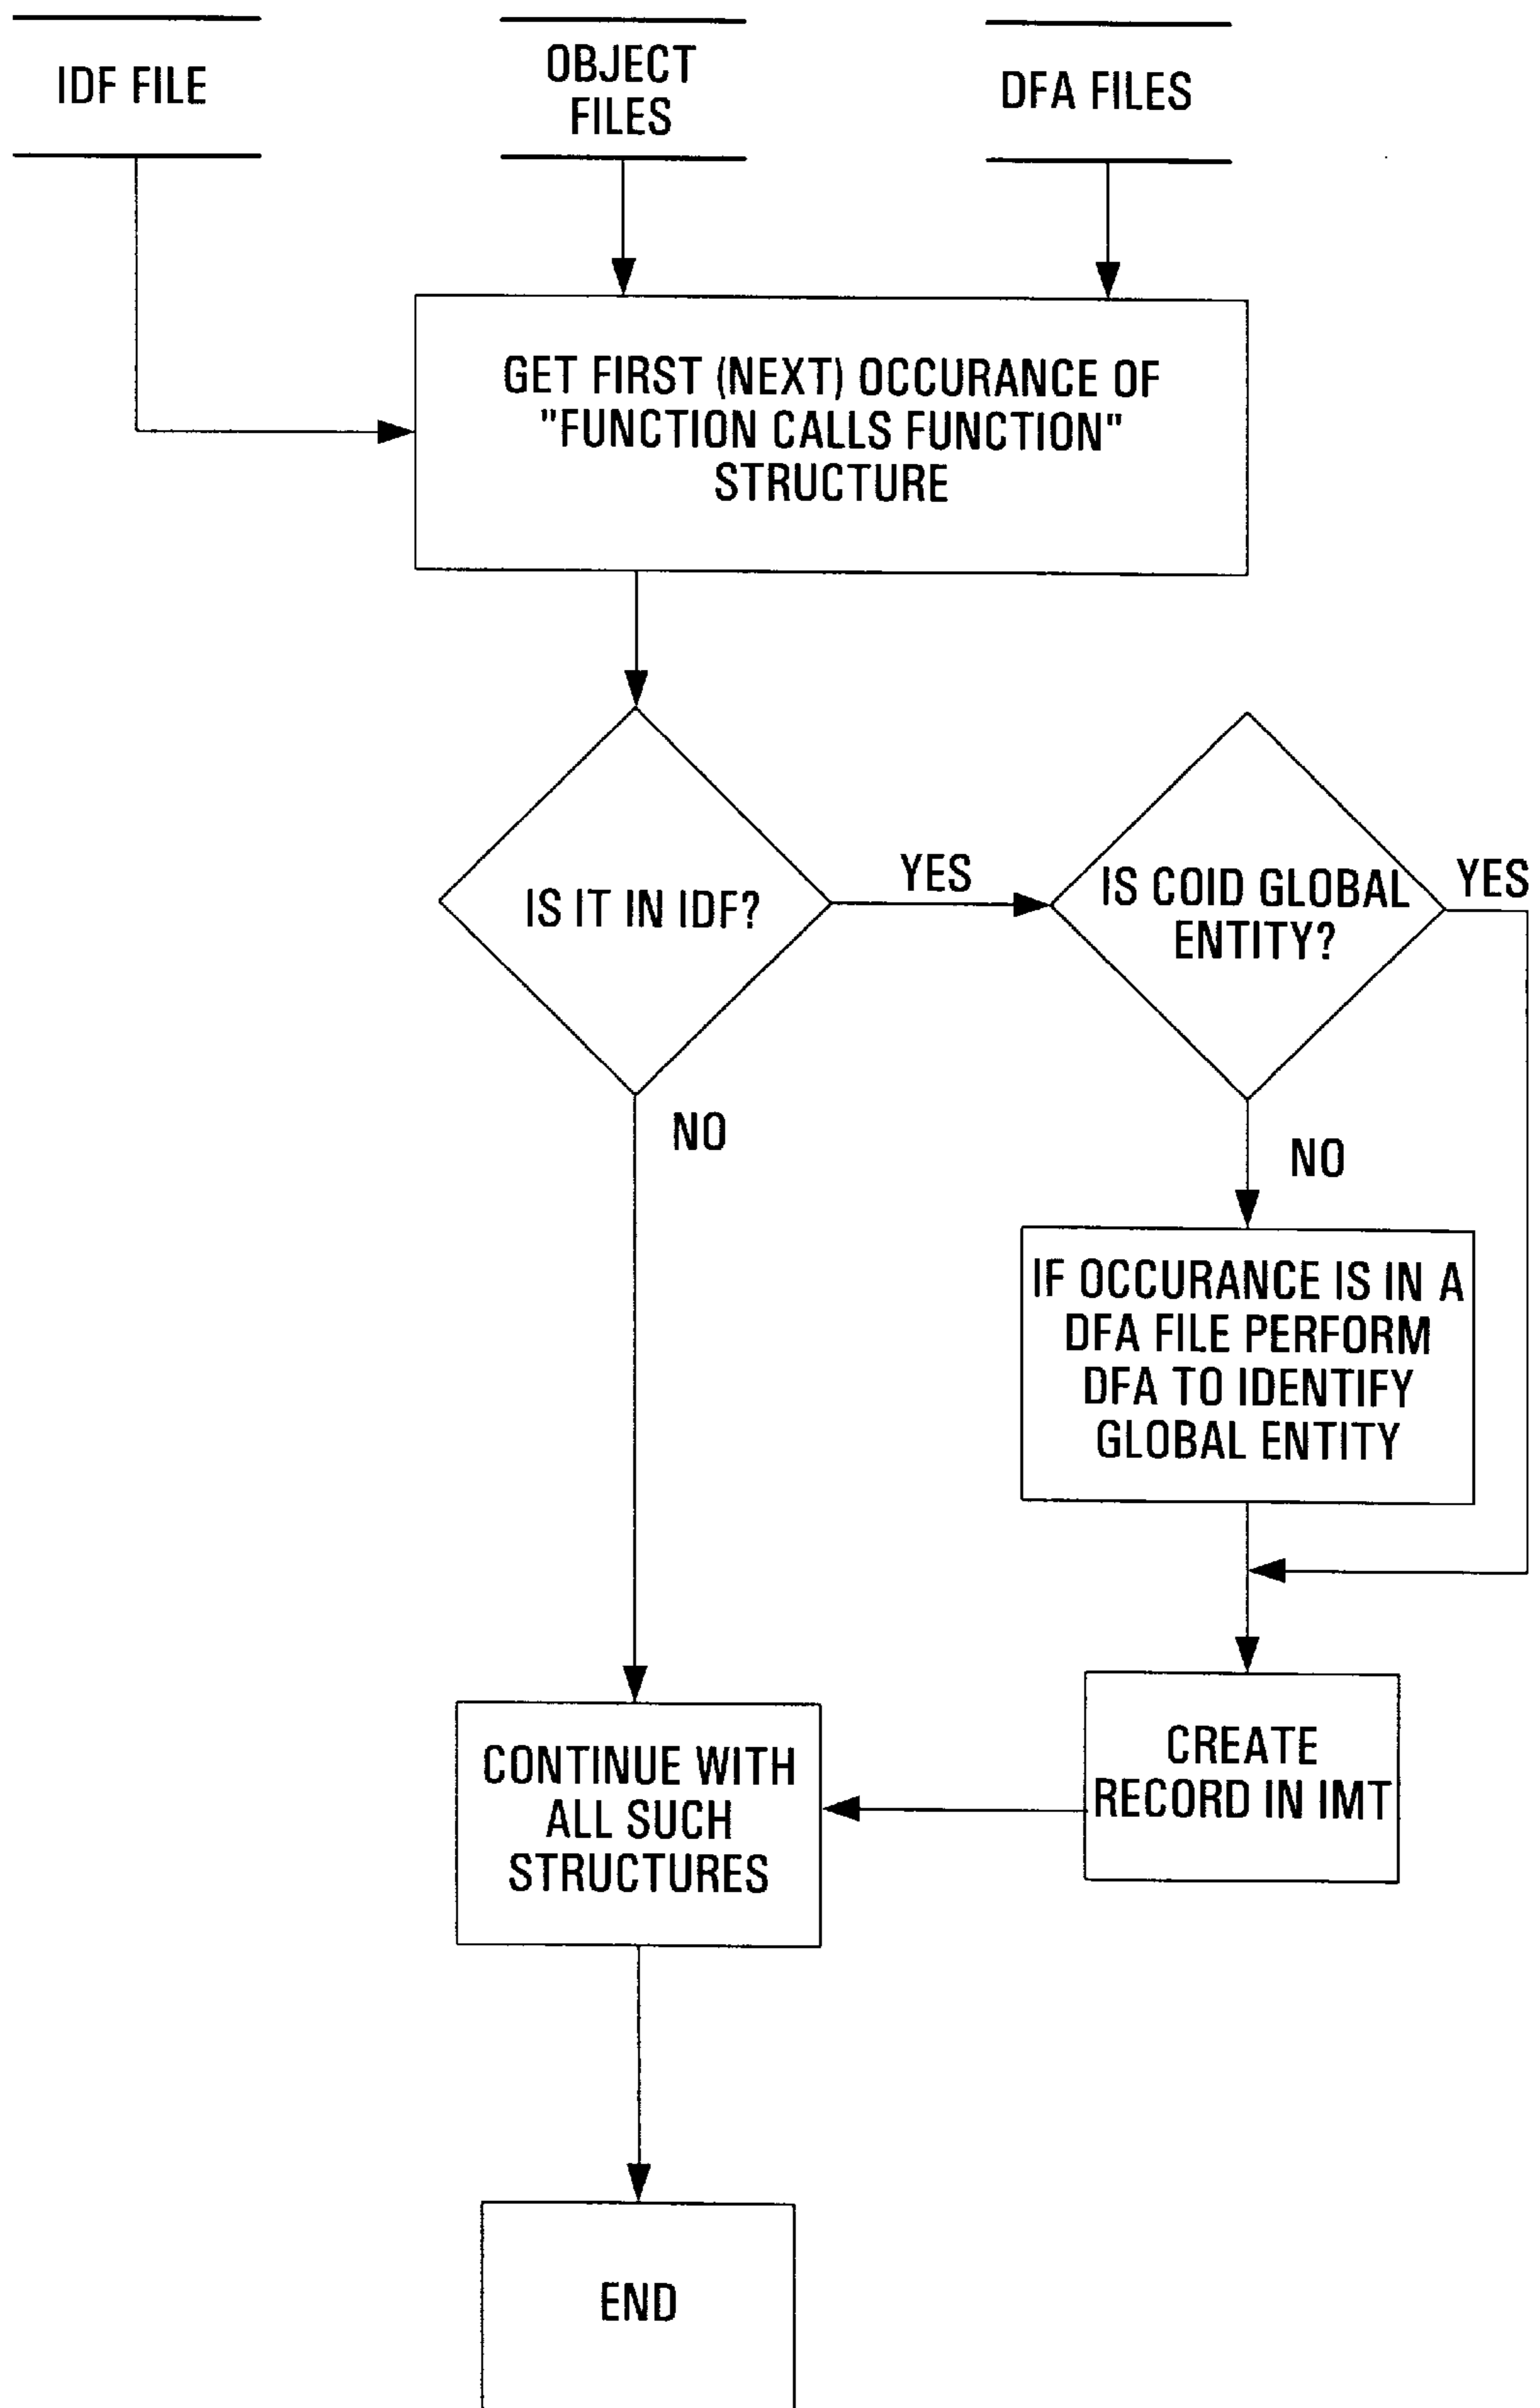 IDF FILE
OBJECT
FILES
DFA FILES
GET FIRST (NEXT) OCCURANCE OF
"FUNCTION CALLS FUNCTION"
STRUCTURE
IS IT IN IDF?
YES
IS COID GLOBAL
ENTITY?
YES
NO
NO
IF OCCURANCE IS IN A
DFA FILE PERFORM
DFA TO IDENTIFY
GLOBAL ENTITY
CONTINUE WITH
ALL SUCH
STRUCTURES
CREATE
RECORD IN IMT
END